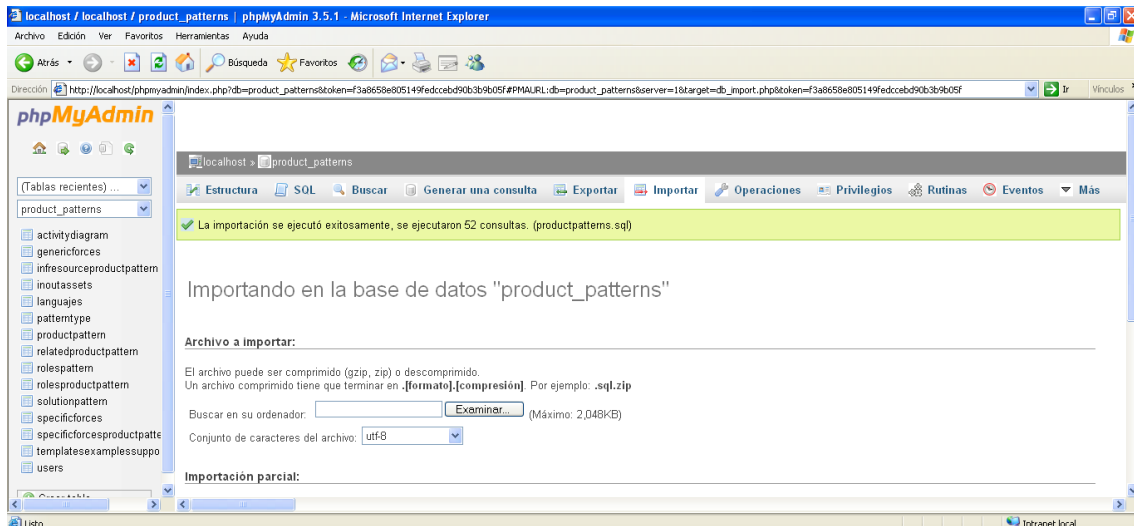 localhost / localhost / product_patterns | phpMyAdmin 3.5.1 - Microsoft Internet Explorer
Archivo Edición Ver Favoritos Herramientas Ayuda
Atrás Búsqueda Favoritos
Dirección http://localhost/phpmyadmin/index.php?db=product_patterns&token=f3a8658e805149fedccebd90b3b9b05f#PMAURL:db=product_patterns&server=1&target=db_import.php&token=f3a8658e805149fedccebd90b3b9b05f Ir Vínculos
phpMyAdmin
(Tablas recientes) ...
product_patterns
activitydiagram
genericforces
infresourceproductpattern
inoutassets
languajes
patterntype
productpattern
relatedproductpattern
rolespattern
rolesproductpattern
solutionpattern
specificforces
specificforcesproductpatte
templatesexamplessuppo
users
localhost » product_patterns
Estructura SQL Buscar Generar una consulta Exportar Importar Operaciones Privilegios Rutinas Eventos Más
La importación se ejecutó exitosamente, se ejecutaron 52 consultas. (productpatterns.sql)
Importando en la base de datos "product_patterns"
Archivo a importar:
El archivo puede ser comprimido (gzip, zip) o descomprimido.
Un archivo comprimido tiene que terminar en .[formato].[compresión]. Por ejemplo: .sql.zip
Buscar en su ordenador: Examinar... (Máximo: 2,048KB)
Conjunto de caracteres del archivo: utf-8
Importación parcial:
Listo Intranet local